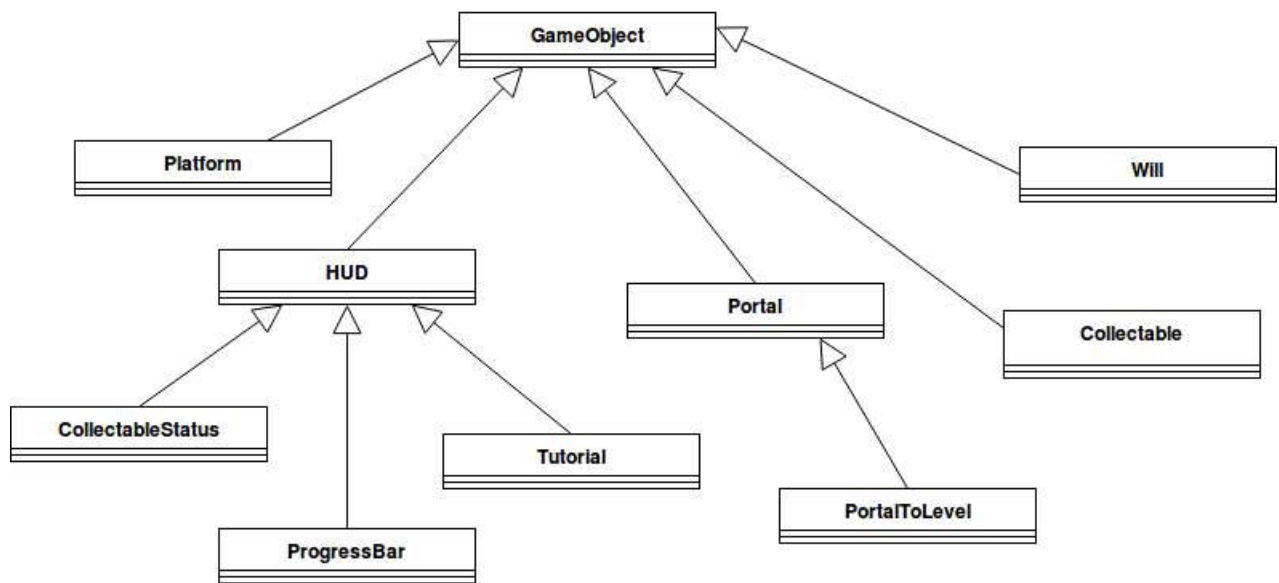 GameObject
Platform
Will
HUD
Portal
Collectable
CollectableStatus
Tutorial
PortalToLevel
ProgressBar